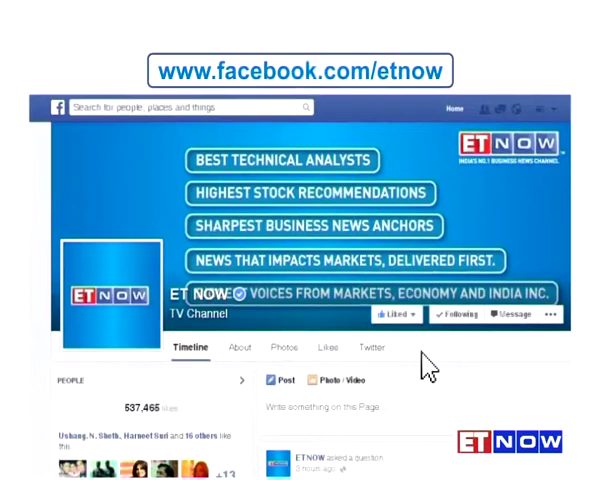 www.facebook.com/etnow
Search for people, places and things
Home
ET NOW
INDIA'S NO.1 BUSINESS NEWS CHANNEL
BEST TECHNICAL ANALYSTS
HIGHEST STOCK RECOMMENDATIONS
SHARPEST BUSINESS NEWS ANCHORS
NEWS THAT IMPACTS MARKETS, DELIVERED FIRST.
VOICES FROM MARKETS, ECONOMY AND INDIA INC.
ET NOW
ET NOW
TV Channel
Liked
Following
Message
Timeline
About
Photos
Likes
Twitter
PEOPLE
537,465 likes
Ushang. N. Sheth, Harneet Suri and 16 others like
this
+13
Post
Photo / Video
Write something on this Page
ET NOW
ETNOW asked a question
3 hours ago